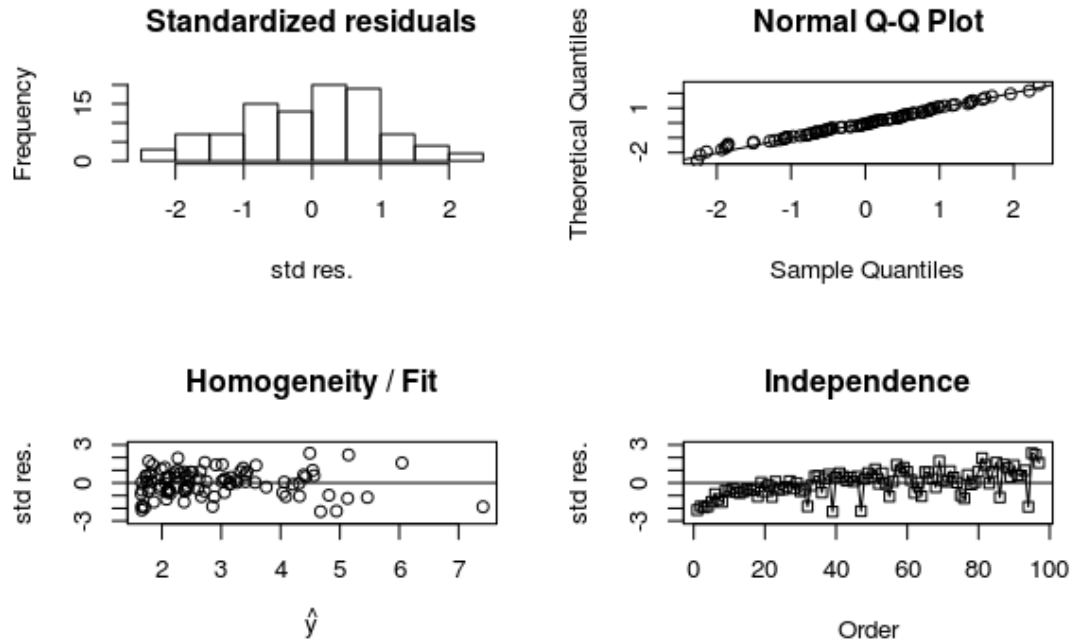 Standardized residuals
Frequency
15
0
-2 -1 0 1 2
std res.
Normal Q-Q Plot
Theoretical Quantiles
1
-2
-2 -1 0 1 2
Sample Quantiles
Homogeneity / Fit
std res.
3
0
-3
2 3 4 5 6 7
ŷ
Independence
std res.
3
0
-3
0 20 40 60 80 100
Order